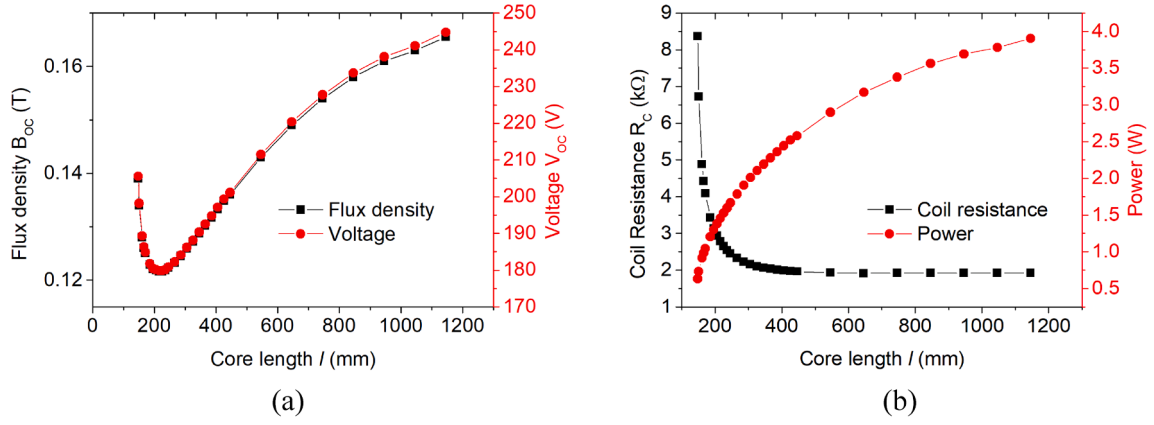 0.16
0.14
0.12
Flux density B_OC (T)
250
240
230
220
210
200
190
180
170
Voltage V_OC (V)
Flux density
Voltage
0 200 400 600 800 1000 1200
Core length l (mm)
(a)
9
8
7
6
5
4
3
2
1
Coil Resistance R_C (kΩ)
4.0
3.5
3.0
2.5
2.0
1.5
1.0
0.5
Power (W)
Coil resistance
Power
200 400 600 800 1000 1200
Core length l (mm)
(b)